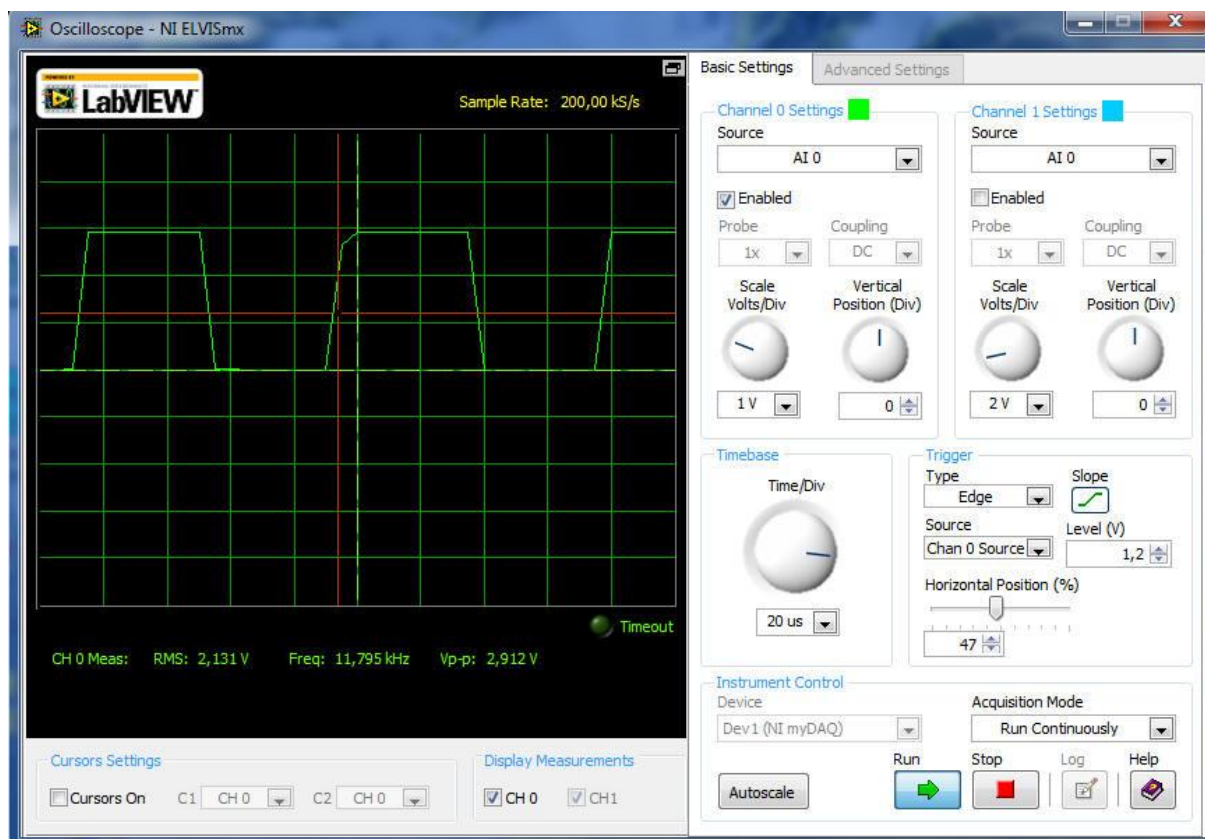 Oscilloscope - NI ELVISmx
LabVIEW
Sample Rate: 200,00 kS/s
Timeout
CH 0 Meas: RMS: 2,131 V Freq: 11,795 kHz Vp-p: 2,912 V
Cursors Settings
Cursors On C1 CH 0 C2 CH 0
Display Measurements
CH 0 CH1
Basic Settings Advanced Settings
Channel 0 Settings
Source
AI 0
Enabled
Probe Coupling
1x DC
Scale Vertical
Volts/Div Position (Div)
1 V 0
Channel 1 Settings
Source
AI 0
Enabled
Probe Coupling
1x DC
Scale Vertical
Volts/Div Position (Div)
2 V 0
Timebase
Time/Div
20 us
Trigger
Type Slope
Edge
Source Level (V)
Chan 0 Source 1,2
Horizontal Position (%)
47
Instrument Control
Device Acquisition Mode
Dev1 (NI myDAQ) Run Continuously
Run Stop Log Help
Autoscale